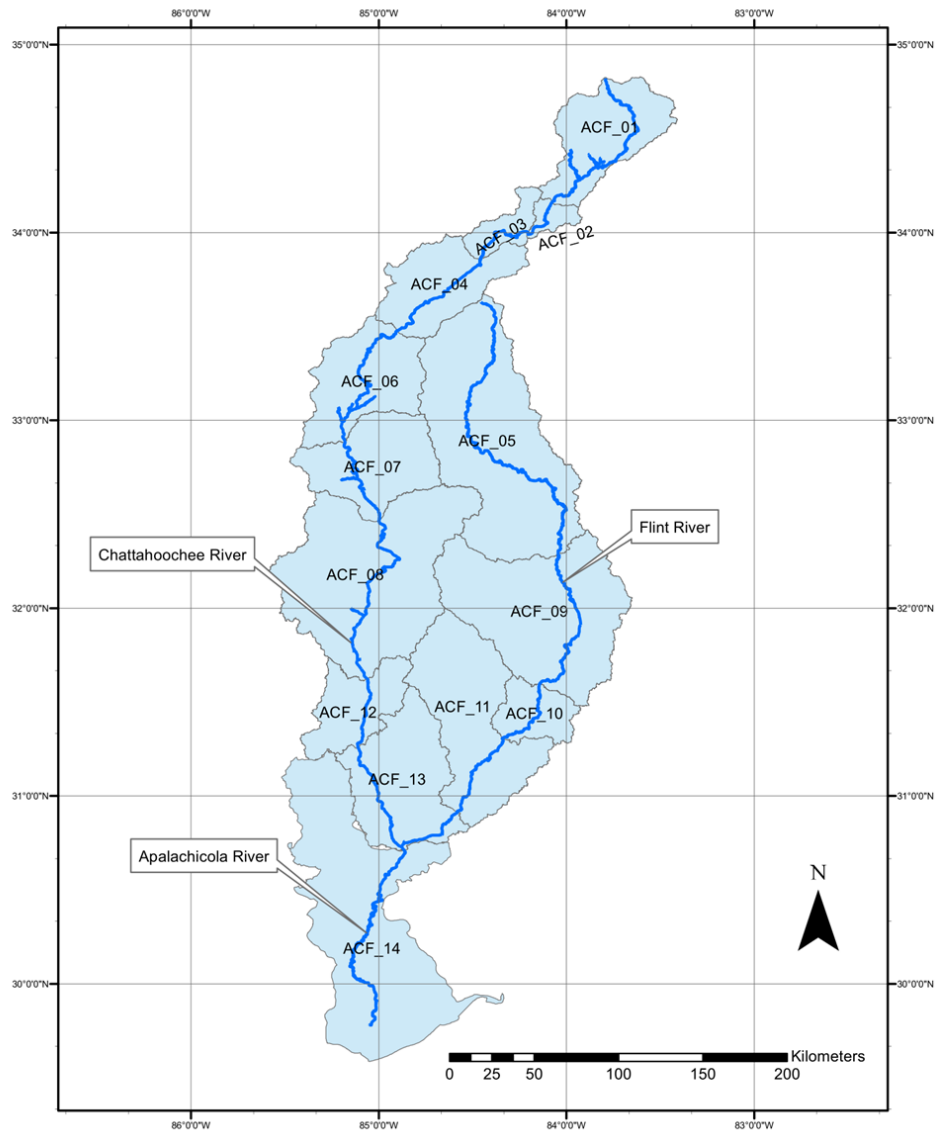 86°0'0"W 85°0'0"W 84°0'0"W 83°0'0"W
35°0'0"N 35°0'0"N
ACF_01
34°0'0"N ACF_03 ACF_02 34°0'0"N
ACF_04
ACF_06
33°0'0"N 33°0'0"N
ACF_05
ACF_07
Flint River
Chattahoochee River
ACF_08
32°0'0"N ACF_09 32°0'0"N
ACF_12 ACF_11 ACF_10
ACF_13
31°0'0"N 31°0'0"N
Apalachicola River
N
ACF_14
30°0'0"N 30°0'0"N
Kilometers
0 25 50 100 150 200
86°0'0"W 85°0'0"W 84°0'0"W 83°0'0"W